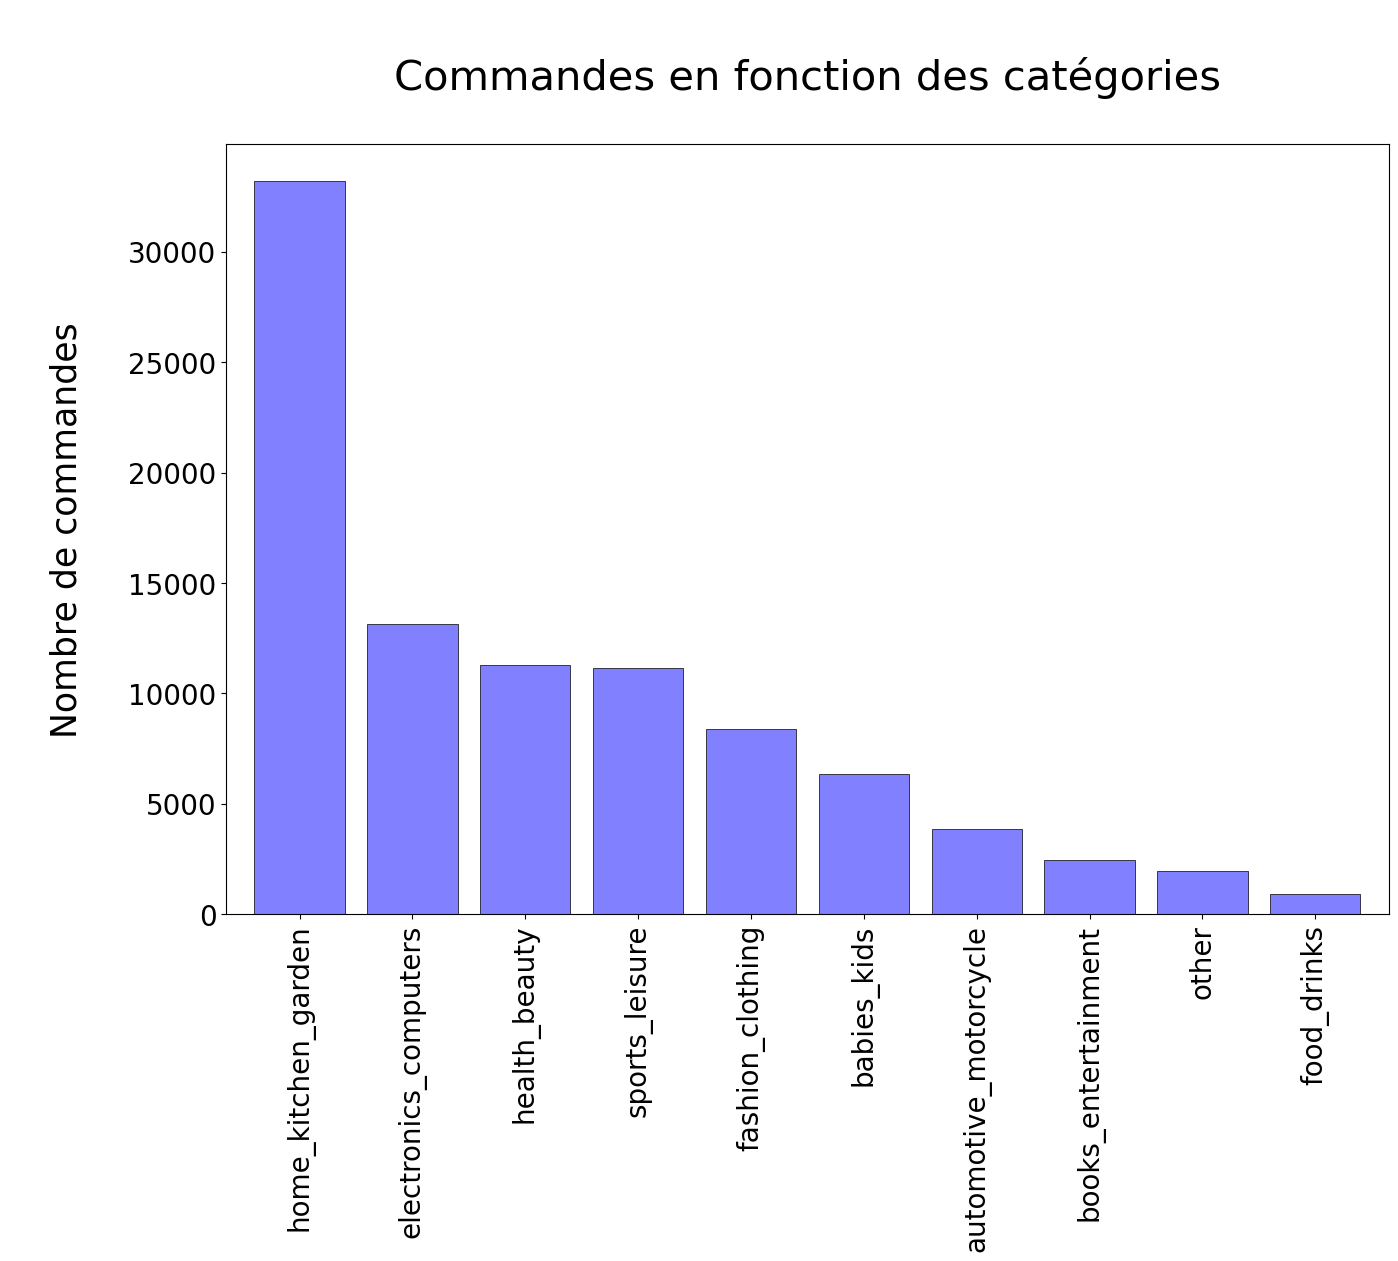 Commandes en fonction des catégories
Nombre de commandes
30000
25000
20000
15000
10000
5000
0
home_kitchen_garden
electronics_computers
health_beauty
sports_leisure
fashion_clothing
babies_kids
automotive_motorcycle
books_entertainment
other
food_drinks